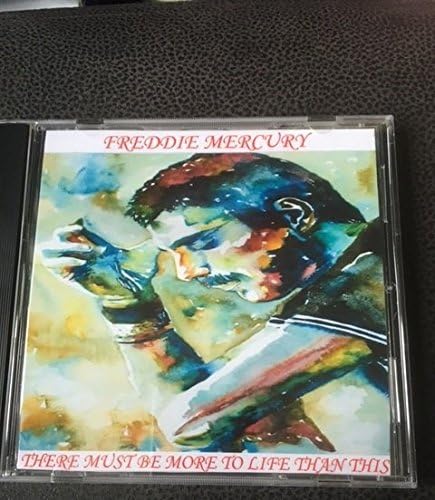 FREDDIE MERCURY
THERE MUST BE MORE TO LIFE THAN THIS